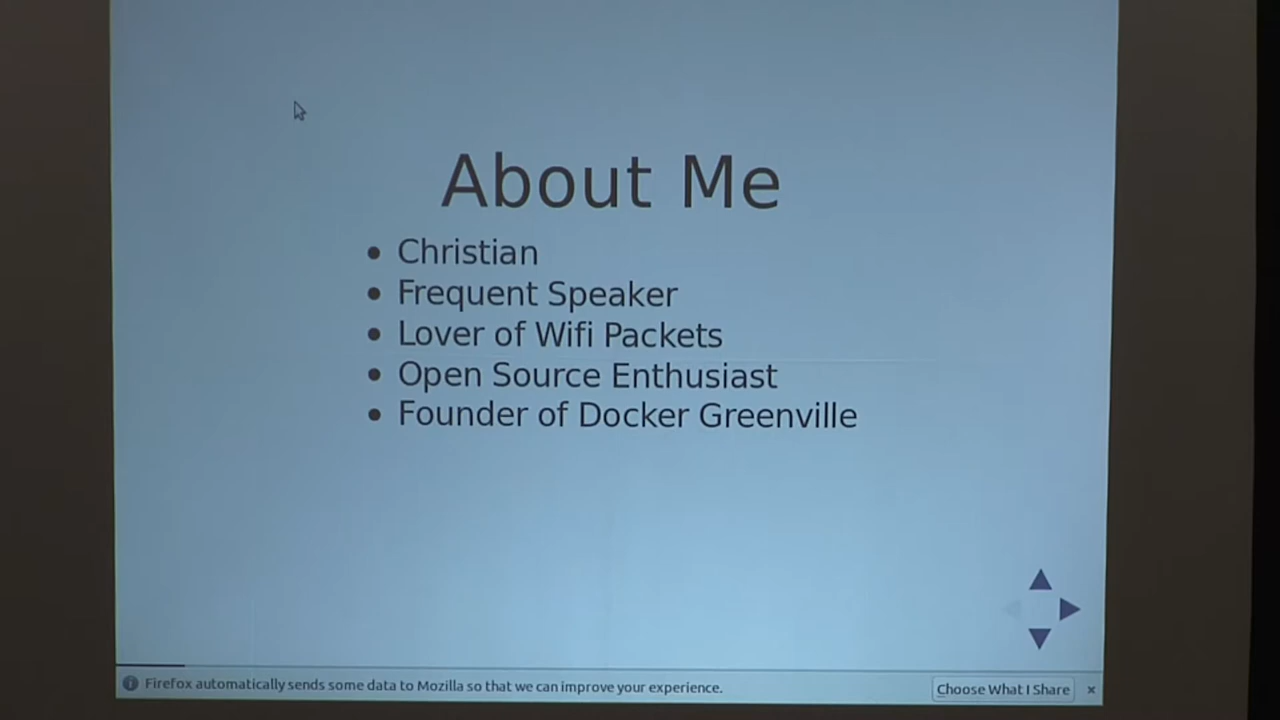 About Me
Christian
Frequent Speaker
Lover of Wifi Packets
Open Source Enthusiast
Founder of Docker Greenville
Firefox automatically sends some data to Mozilla so that we can improve your experience.
Choose What I Share